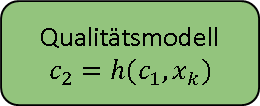 Qualitätsmodell
c₂ = h(c₁, xₖ)